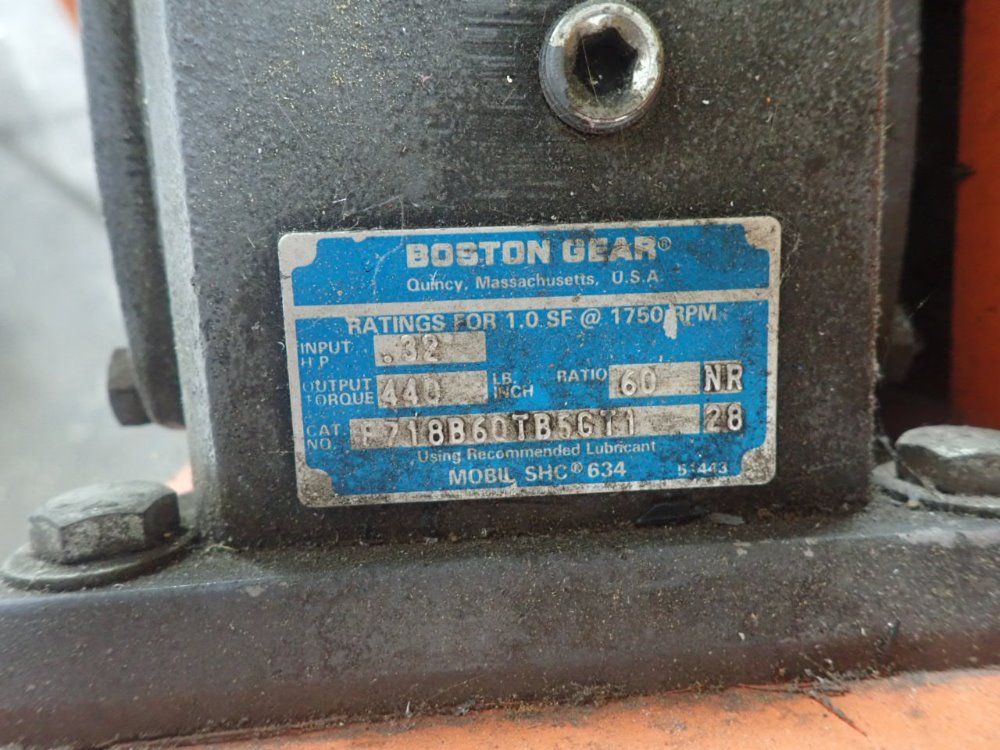 BOSTON GEAR®
Quincy, Massachusetts, U.S.A.
RATINGS FOR 1.0 SF @ 1750 RPM
INPUT H.P. .32
OUTPUT TORQUE 440 LB. INCH RATIO 60 NR
CAT. NO. F718B60TB5GT1 28
Using Recommended Lubricant
MOBIL SHC® 634 51443